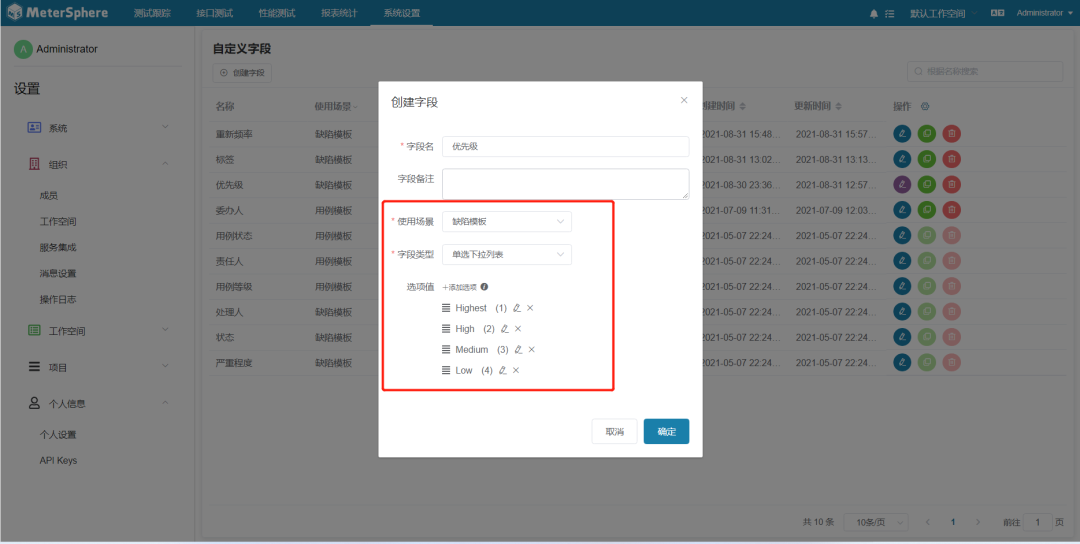 MeterSphere 测试跟踪 接口测试 性能测试 报表统计 系统设置 默认工作空间 Administrator
A Administrator
设置
系统
组织
成员
工作空间
服务集成
消息设置
操作日志
工作空间
项目
个人信息
个人设置
API Keys
自定义字段
创建字段 根据名称搜索
名称 使用场景 创建时间 更新时间 操作
重新频率 缺陷模板 2021-08-31 15:48... 2021-08-31 15:57...
标签 缺陷模板 2021-08-31 13:02... 2021-08-31 13:13...
优先级 缺陷模板 2021-08-30 23:36... 2021-08-31 12:57...
委办人 用例模板 2021-07-09 11:31... 2021-07-09 12:03...
用例状态 用例模板 2021-05-07 22:24... 2021-05-07 22:24...
责任人 用例模板 2021-05-07 22:24... 2021-05-07 22:24...
用例等级 用例模板 2021-05-07 22:24... 2021-05-07 22:24...
处理人 缺陷模板 2021-05-07 22:24... 2021-05-07 22:24...
状态 缺陷模板 2021-05-07 22:24... 2021-05-07 22:24...
严重程度 缺陷模板 2021-05-07 22:24... 2021-05-07 22:24...
共 10 条 10条/页 1 前往 1 页
创建字段
* 字段名 优先级
字段备注
* 使用场景 缺陷模板
* 字段类型 单选下拉列表
选项值 +添加选项
Highest (1)
High (2)
Medium (3)
Low (4)
取消 确定